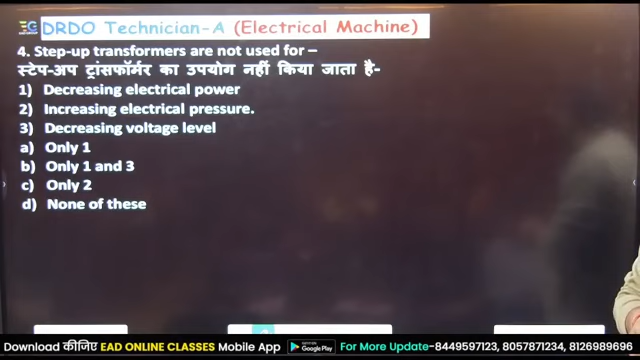 EG
DRDO Technician-A (Electrical Machine)
4. Step-up transformers are not used for –
स्टेप-अप ट्रांसफॉर्मर का उपयोग नहीं किया जाता है-
1) Decreasing electrical power
2) Increasing electrical pressure.
3) Decreasing voltage level
a) Only 1
b) Only 1 and 3
c) Only 2
d) None of these
Download कीजिए EAD ONLINE CLASSES Mobile App Google Play For More Update-8449597123, 8057871234, 8126989696